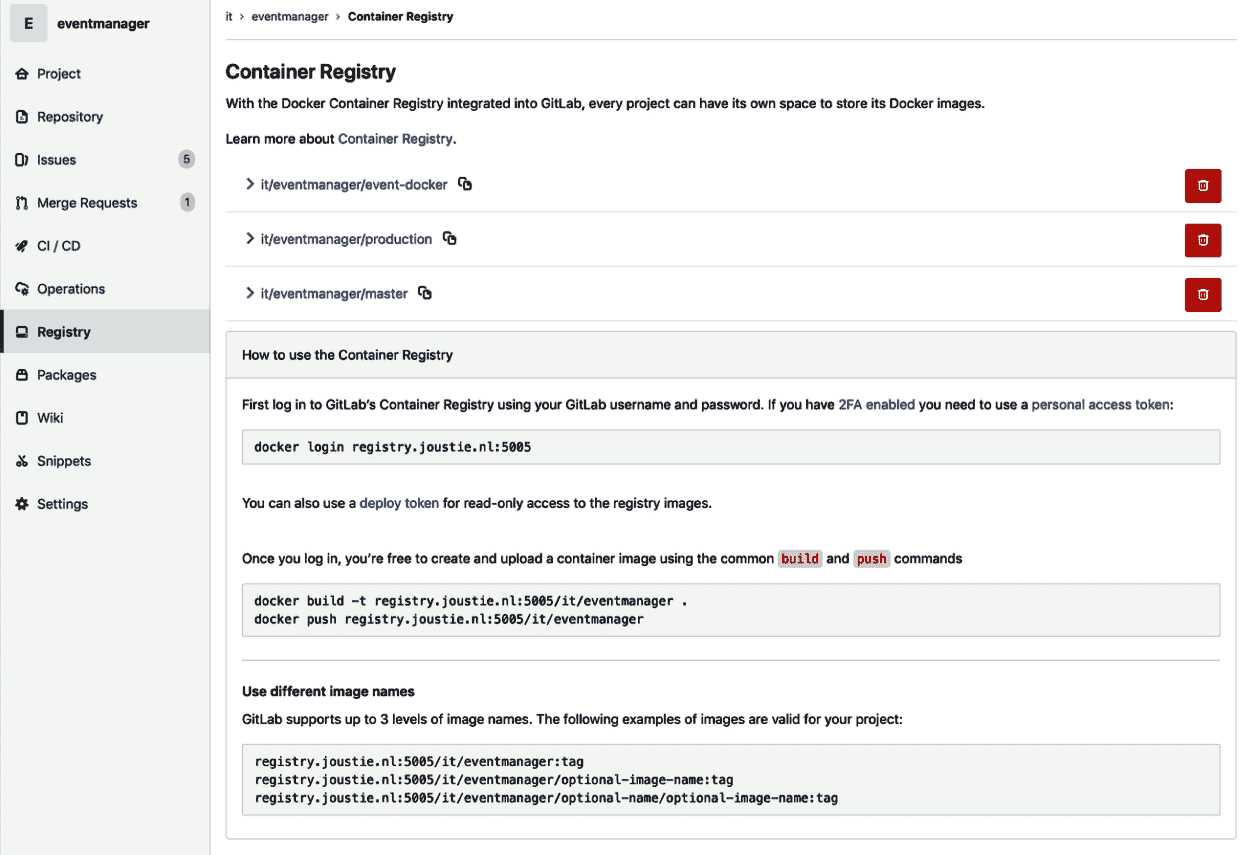 E eventmanager
Project
Repository
Issues 5
Merge Requests 1
CI / CD
Operations
Registry
Packages
Wiki
Snippets
Settings
it › eventmanager › Container Registry
Container Registry
With the Docker Container Registry integrated into GitLab, every project can have its own space to store its Docker images.
Learn more about Container Registry.
it/eventmanager/event-docker
it/eventmanager/production
it/eventmanager/master
How to use the Container Registry
First log in to GitLab's Container Registry using your GitLab username and password. If you have 2FA enabled you need to use a personal access token:
docker login registry.joustie.nl:5005
You can also use a deploy token for read-only access to the registry images.
Once you log in, you're free to create and upload a container image using the common build and push commands
docker build -t registry.joustie.nl:5005/it/eventmanager .
docker push registry.joustie.nl:5005/it/eventmanager
Use different image names
GitLab supports up to 3 levels of image names. The following examples of images are valid for your project:
registry.joustie.nl:5005/it/eventmanager:tag
registry.joustie.nl:5005/it/eventmanager/optional-image-name:tag
registry.joustie.nl:5005/it/eventmanager/optional-name/optional-image-name:tag